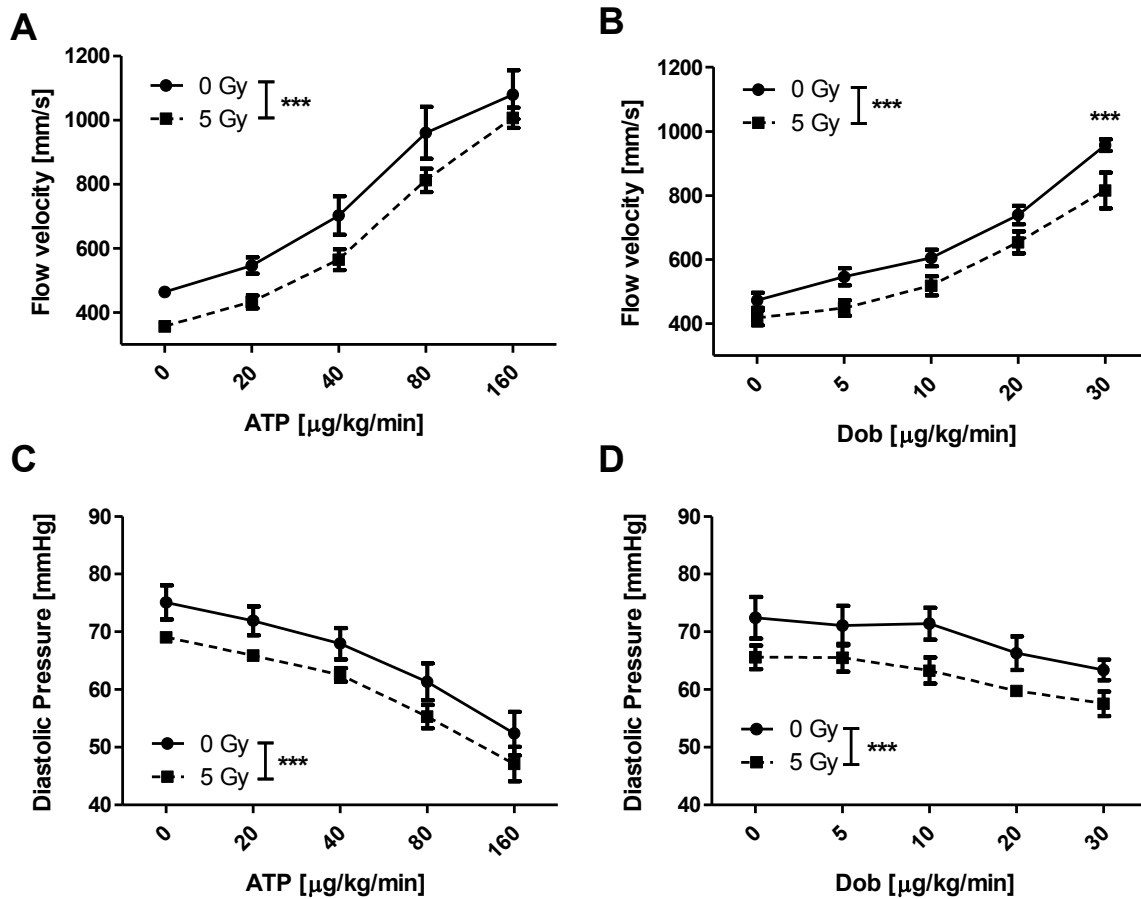 A
Flow velocity [mm/s]
1200
1000
800
600
400
0 Gy
5 Gy
***
0
20
40
80
160
ATP [μg/kg/min]
B
Flow velocity [mm/s]
1200
1000
800
600
400
0 Gy
5 Gy
***
***
0
5
10
20
30
Dob [μg/kg/min]
C
Diastolic Pressure [mmHg]
90
80
70
60
50
40
0 Gy
5 Gy
***
0
20
40
80
160
ATP [μg/kg/min]
D
Diastolic Pressure [mmHg]
90
80
70
60
50
40
0 Gy
5 Gy
***
0
5
10
20
30
Dob [μg/kg/min]